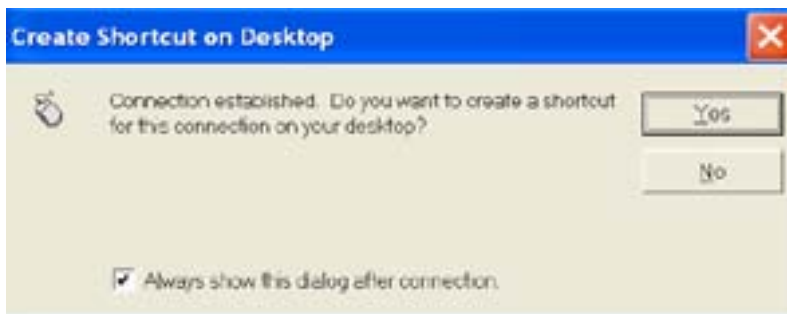 Create Shortcut on Desktop
Connection established. Do you want to create a shortcut
for this connection on your desktop?
Yes
No
Always show this dialog after connection.